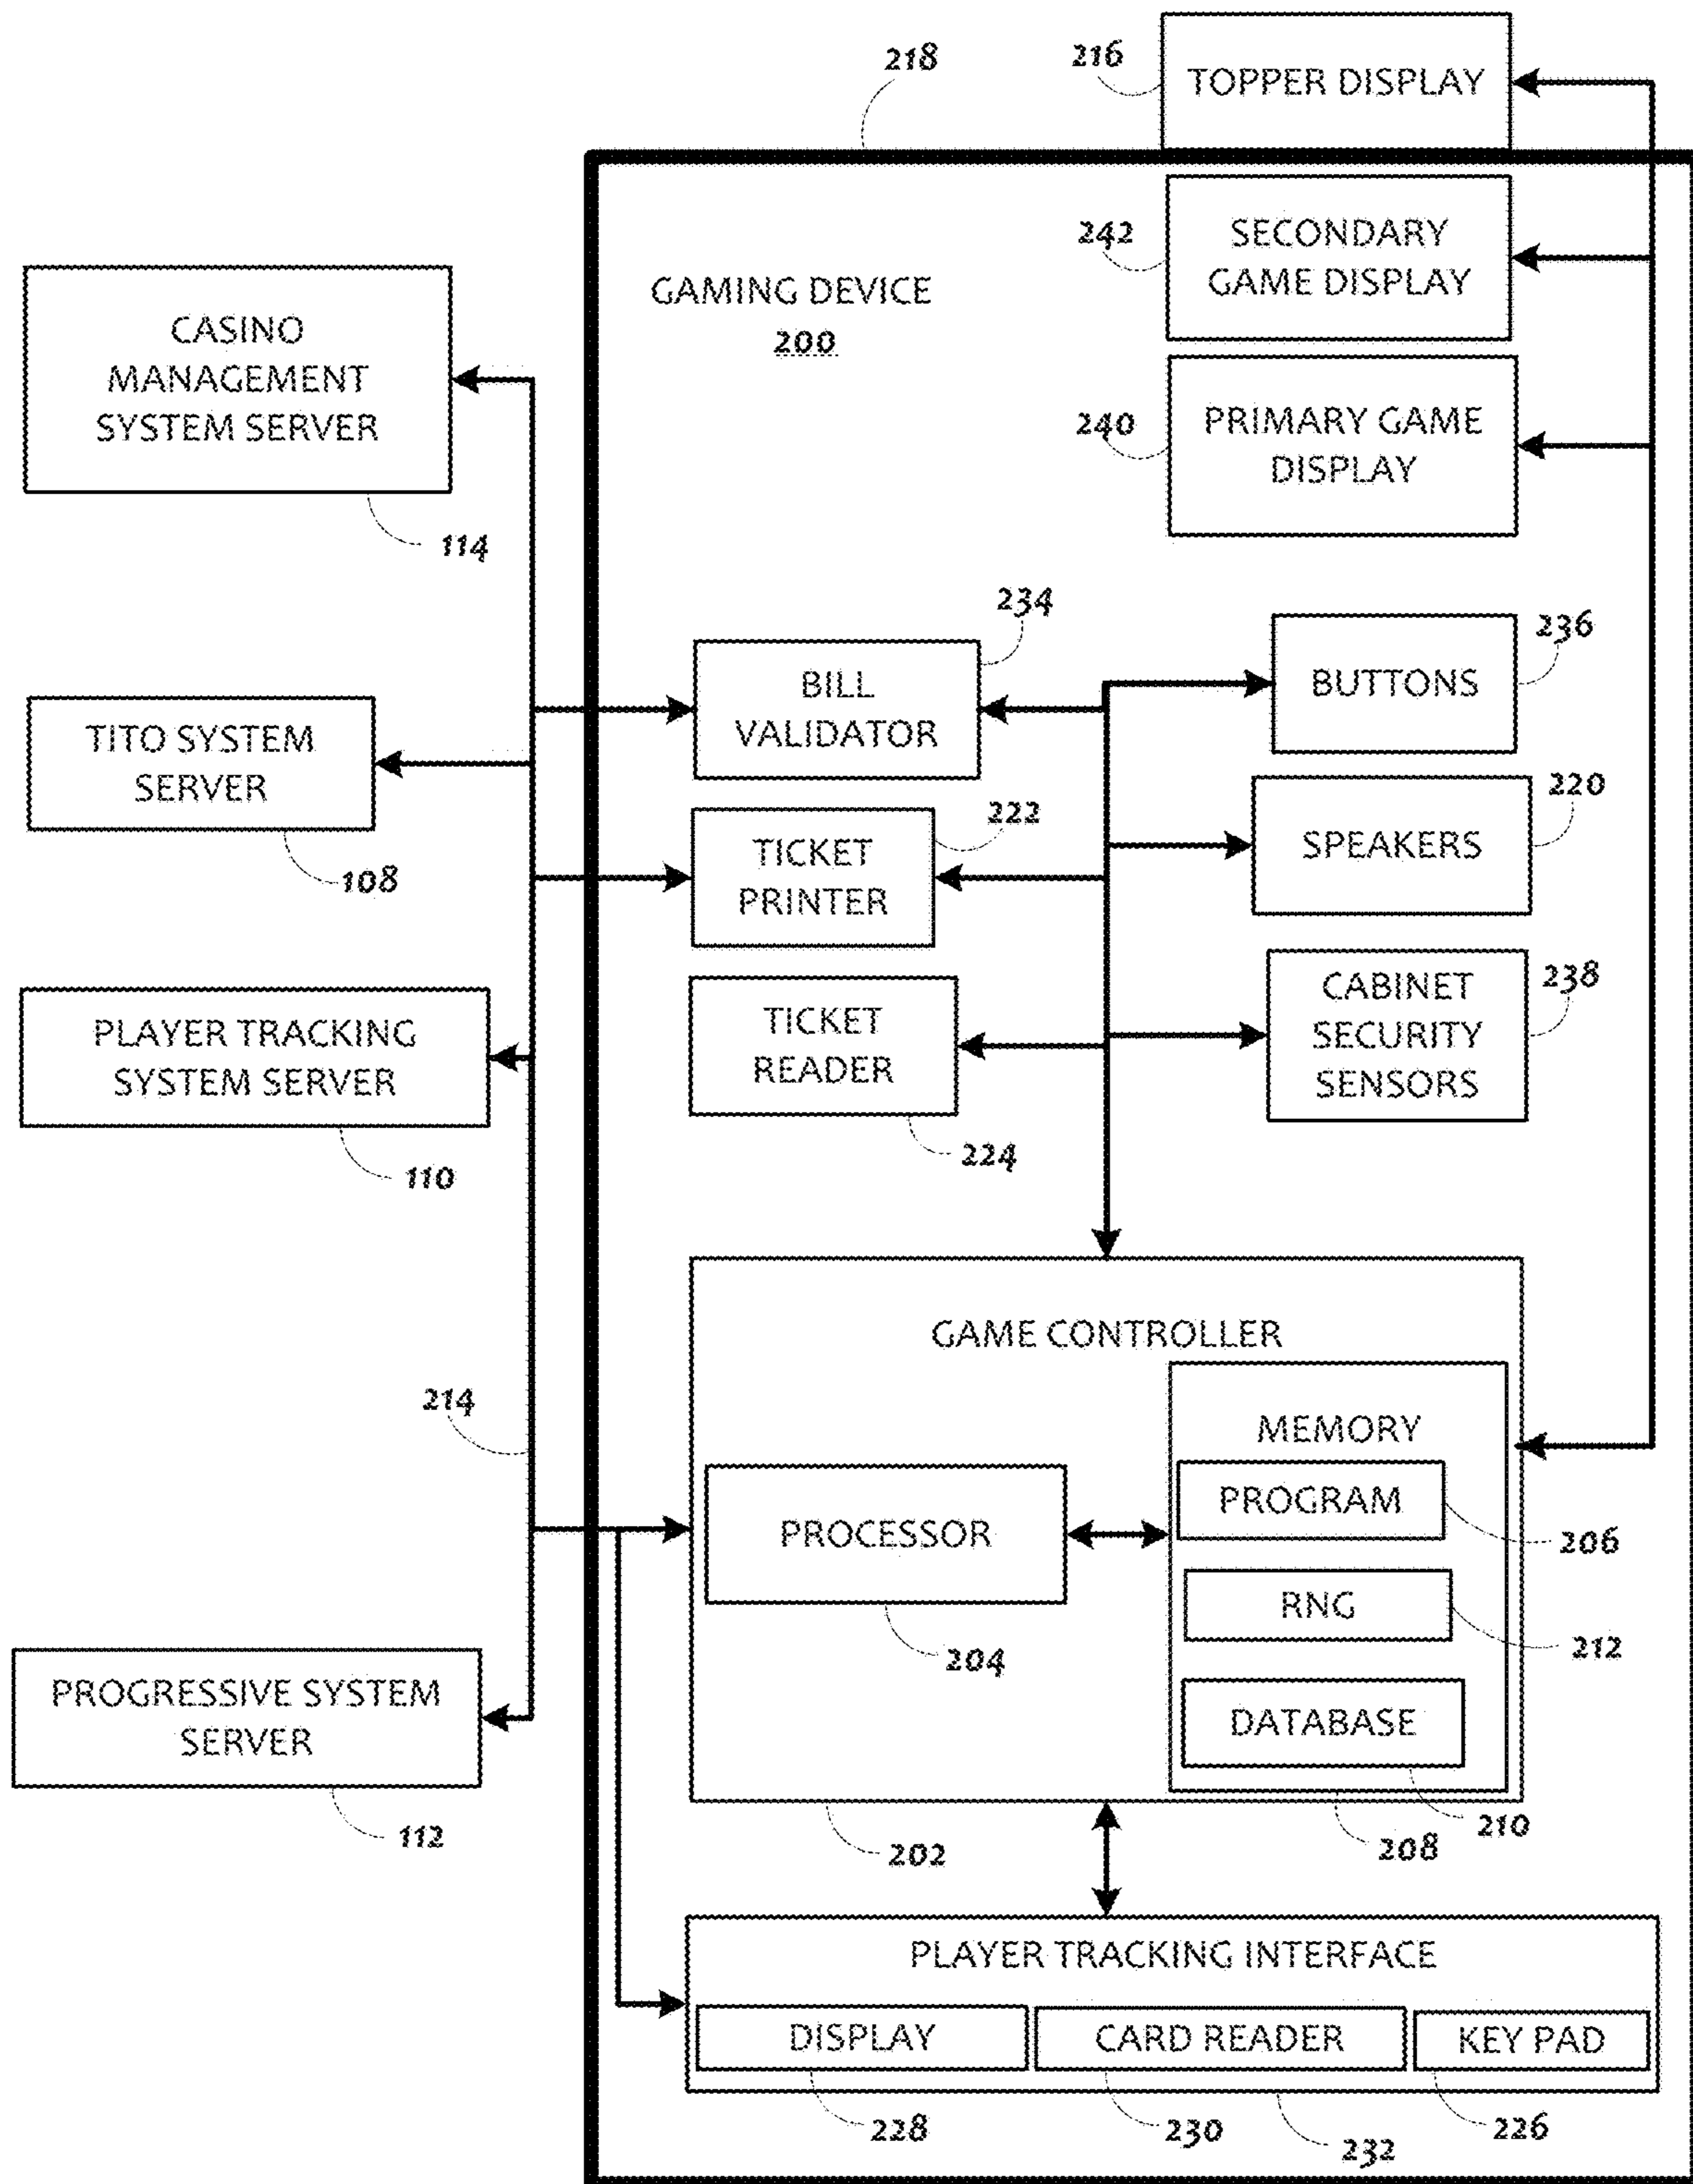 218
216
TOPPER DISPLAY
242
SECONDARY
GAME DISPLAY
GAMING DEVICE
200
CASINO
MANAGEMENT
SYSTEM SERVER
114
240
PRIMARY GAME
DISPLAY
234
BILL
VALIDATOR
236
BUTTONS
TITO SYSTEM
SERVER
108
222
TICKET
PRINTER
220
SPEAKERS
PLAYER TRACKING
SYSTEM SERVER
110
TICKET
READER
224
CABINET
SECURITY
SENSORS
238
GAME CONTROLLER
214
MEMORY
PROGRAM
206
PROCESSOR
204
RNG
212
DATABASE
210
208
202
PROGRESSIVE SYSTEM
SERVER
112
PLAYER TRACKING INTERFACE
DISPLAY
CARD READER
KEY PAD
228
230
232
226